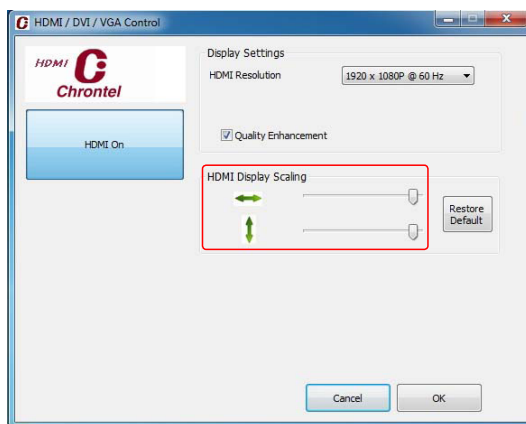 HDMI / DVI / VGA Control
HDMI
Chrontel
HDMI On
Display Settings
HDMI Resolution
1920 x 1080P @ 60 Hz
Quality Enhancement
HDMI Display Scaling
Restore
Default
Cancel
OK